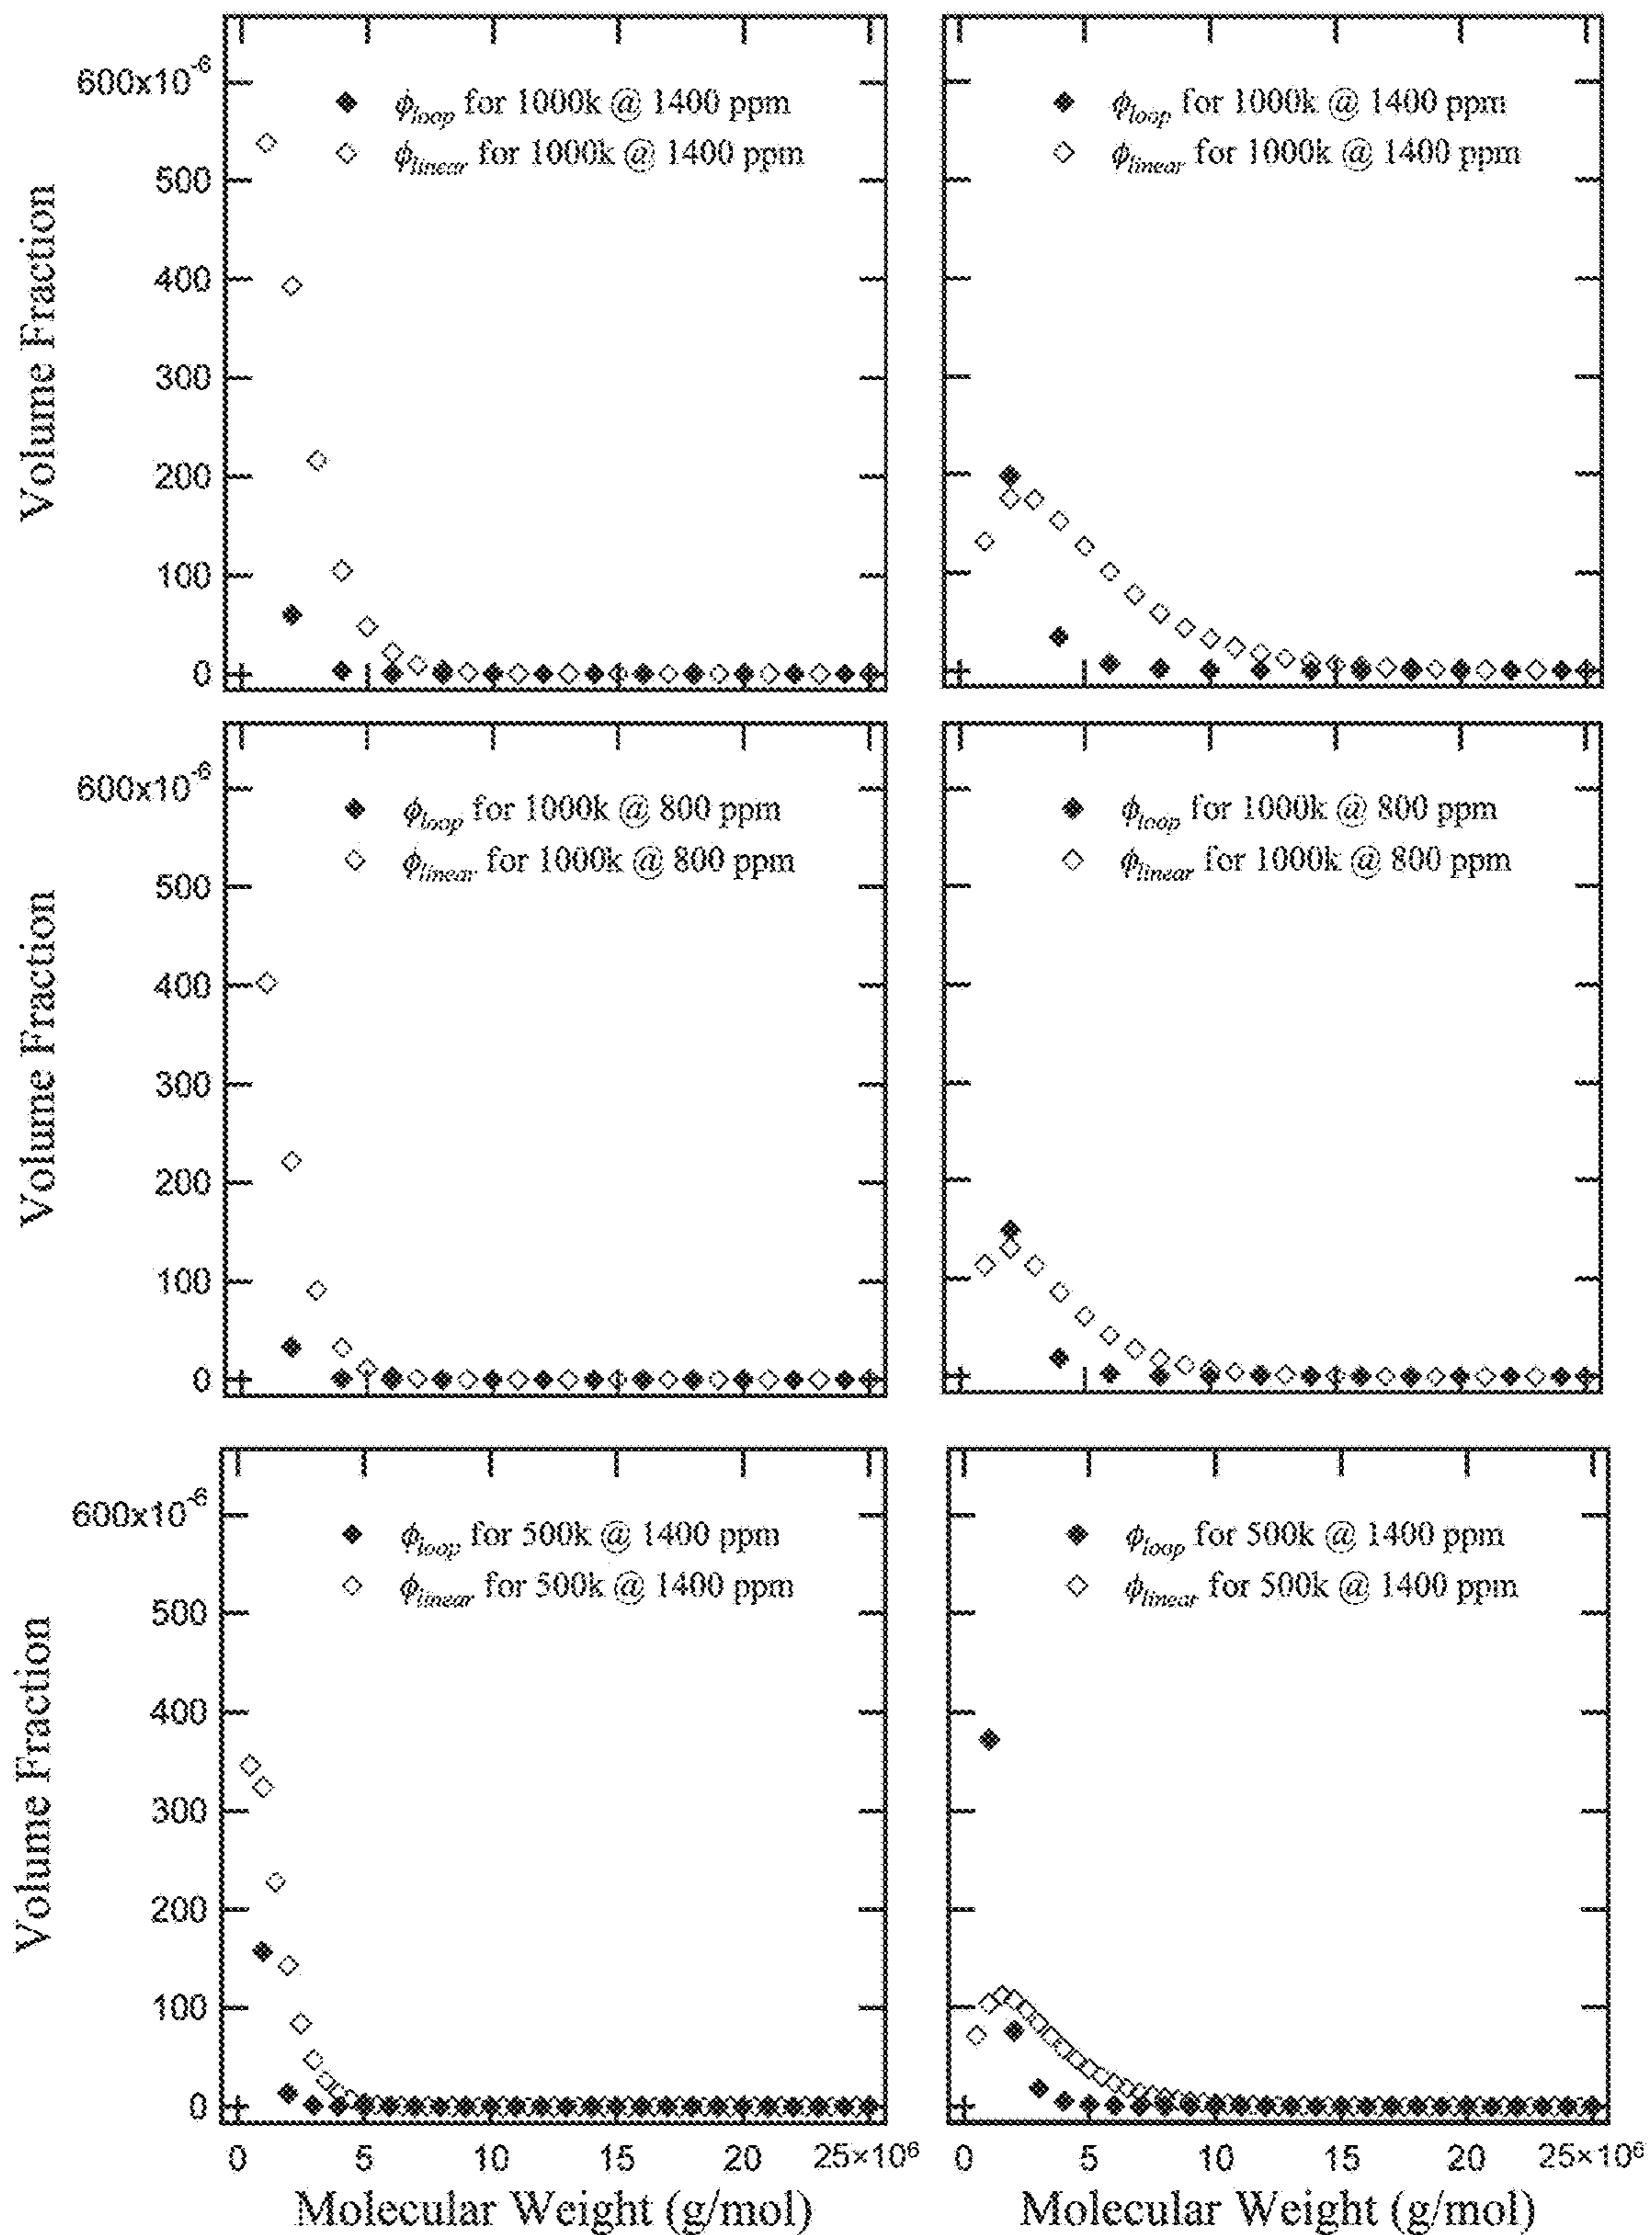 600x10⁻⁶
ϕloop for 1000k @ 1400 ppm
ϕlinear for 1000k @ 1400 ppm
500
400
300
200
100
0
Volume Fraction
ϕloop for 1000k @ 1400 ppm
ϕlinear for 1000k @ 1400 ppm
600x10⁻⁶
ϕloop for 1000k @ 800 ppm
ϕlinear for 1000k @ 800 ppm
500
400
300
200
100
0
Volume Fraction
ϕloop for 1000k @ 800 ppm
ϕlinear for 1000k @ 800 ppm
600x10⁻⁶
ϕloop for 500k @ 1400 ppm
ϕlinear for 500k @ 1400 ppm
500
400
300
200
100
0
Volume Fraction
0 5 10 15 20 25×10⁶
Molecular Weight (g/mol)
ϕloop for 500k @ 1400 ppm
ϕlinear for 500k @ 1400 ppm
0 5 10 15 20 25×10⁶
Molecular Weight (g/mol)